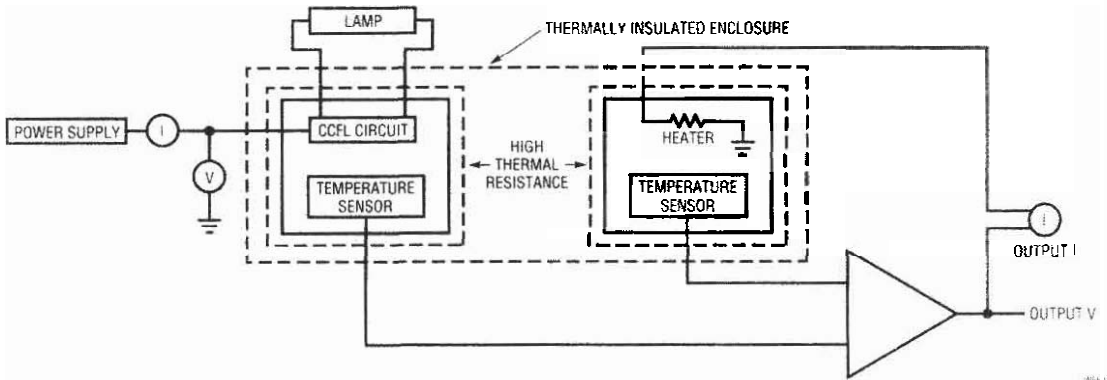 LAMP
THERMALLY INSULATED ENCLOSURE
POWER SUPPLY
I
CCFL CIRCUIT
HEATER
V
HIGH
THERMAL
RESISTANCE
TEMPERATURE
SENSOR
TEMPERATURE
SENSOR
I
OUTPUT I
OUTPUT V